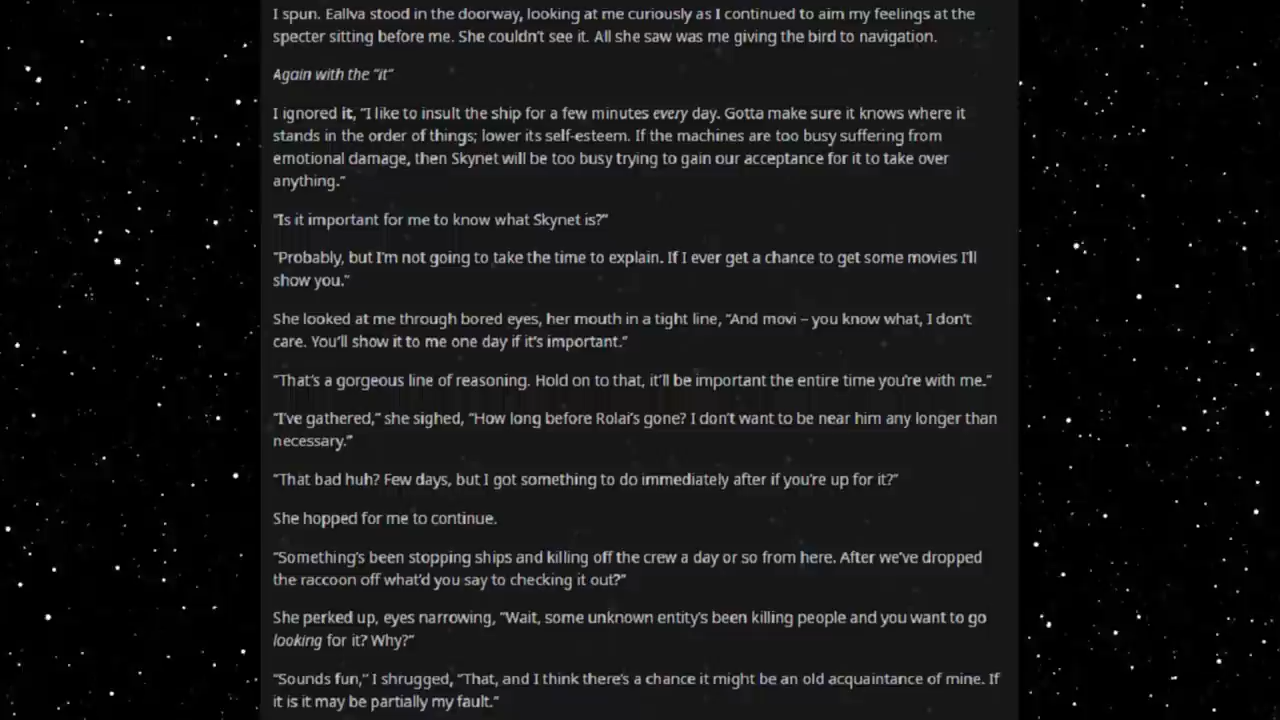 I spun. Eallva stood in the doorway, looking at me curiously as I continued to aim my feelings at the
specter sitting before me. She couldn't see it. All she saw was me giving the bird to navigation.
Again with the "it"
I ignored it, "I like to insult the ship for a few minutes every day. Gotta make sure it knows where it
stands in the order of things; lower its self-esteem. If the machines are too busy suffering from
emotional damage, then Skynet will be too busy trying to gain our acceptance for it to take over
anything."
"Is it important for me to know what Skynet is?"
"Probably, but I'm not going to take the time to explain. If I ever get a chance to get some movies I'll
show you."
She looked at me through bored eyes, her mouth in a tight line, "And movi – you know what, I don't
care. You'll show it to me one day if it's important."
"That's a gorgeous line of reasoning. Hold on to that, it'll be important the entire time you're with me."
"I've gathered," she sighed, "How long before Rolai's gone? I don't want to be near him any longer than
necessary."
"That bad huh? Few days, but I got something to do immediately after if you're up for it?"
She hopped for me to continue.
"Something's been stopping ships and killing off the crew a day or so from here. After we've dropped
the raccoon off what'd you say to checking it out?"
She perked up, eyes narrowing, "Wait, some unknown entity's been killing people and you want to go
looking for it? Why?"
"Sounds fun," I shrugged, "That, and I think there's a chance it might be an old acquaintance of mine. If
it is it may be partially my fault."